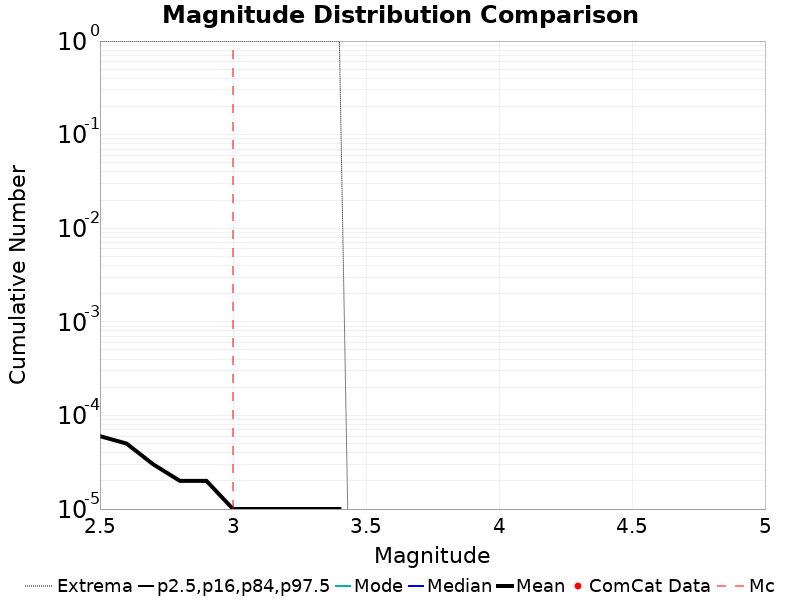 Magnitude Distribution Comparison
Cumulative Number
10^0
10^-1
10^-2
10^-3
10^-4
10^-5
2.5 3 3.5 4 4.5 5
Magnitude
Extrema p2.5,p16,p84,p97.5 Mode Median Mean ComCat Data Mc